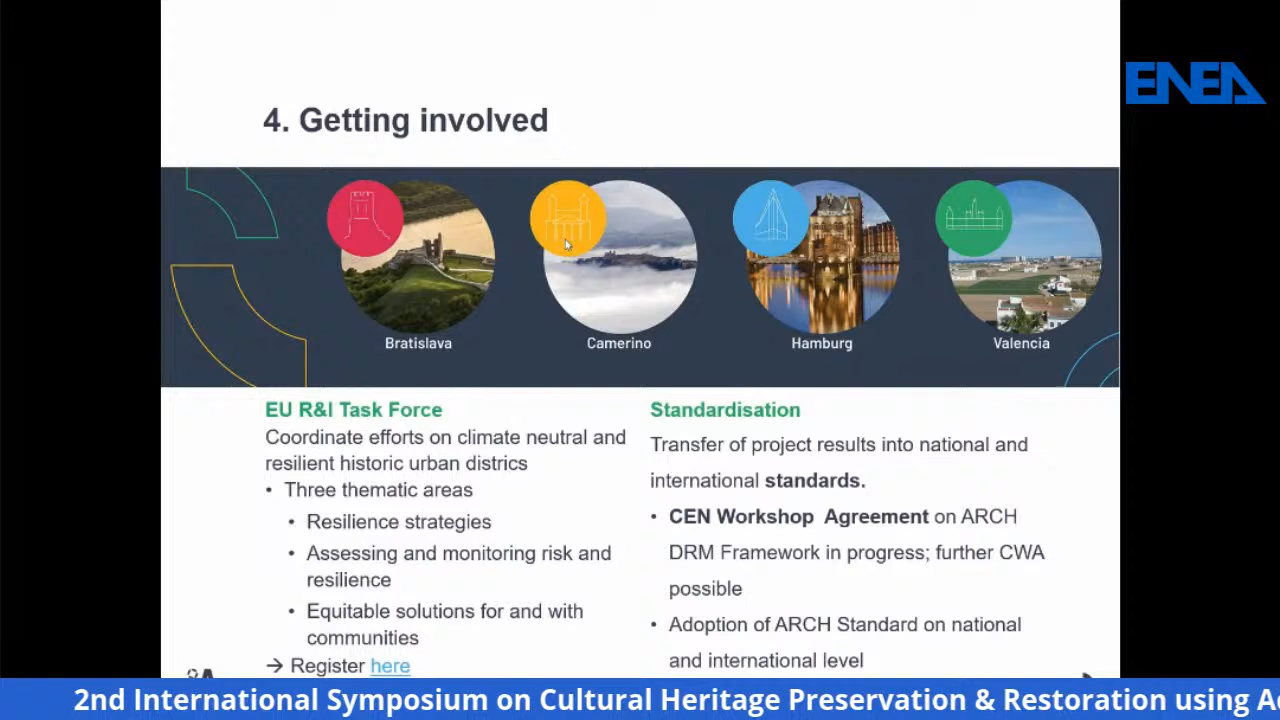 ENEA
4. Getting involved
Bratislava
Camerino
Hamburg
Valencia
EU R&I Task Force
Coordinate efforts on climate neutral and
resilient historic urban districs
• Three thematic areas
• Resilience strategies
• Assessing and monitoring risk and
resilience
• Equitable solutions for and with
communities
→ Register here
Standardisation
Transfer of project results into national and
international standards.
• CEN Workshop Agreement on ARCH
DRM Framework in progress; further CWA
possible
• Adoption of ARCH Standard on national
and international level
2nd International Symposium on Cultural Heritage Preservation & Restoration using